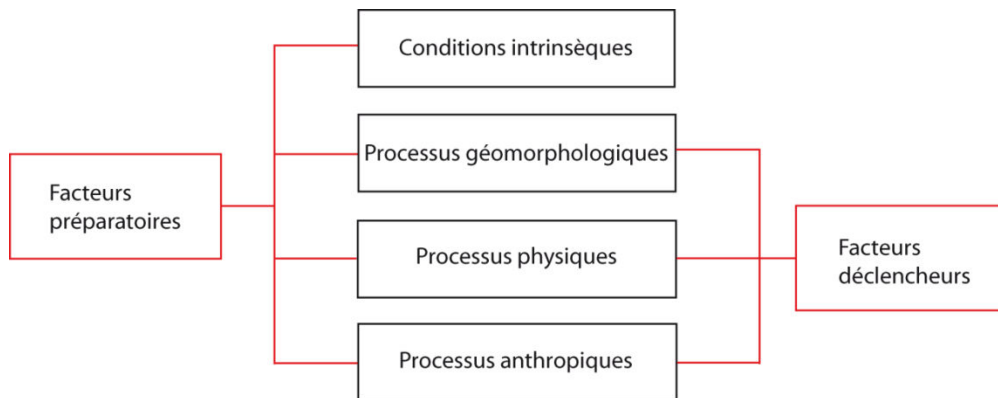 Conditions intrinsèques
Processus géomorphologiques
Facteurs
préparatoires
Processus physiques
Facteurs
déclencheurs
Processus anthropiques